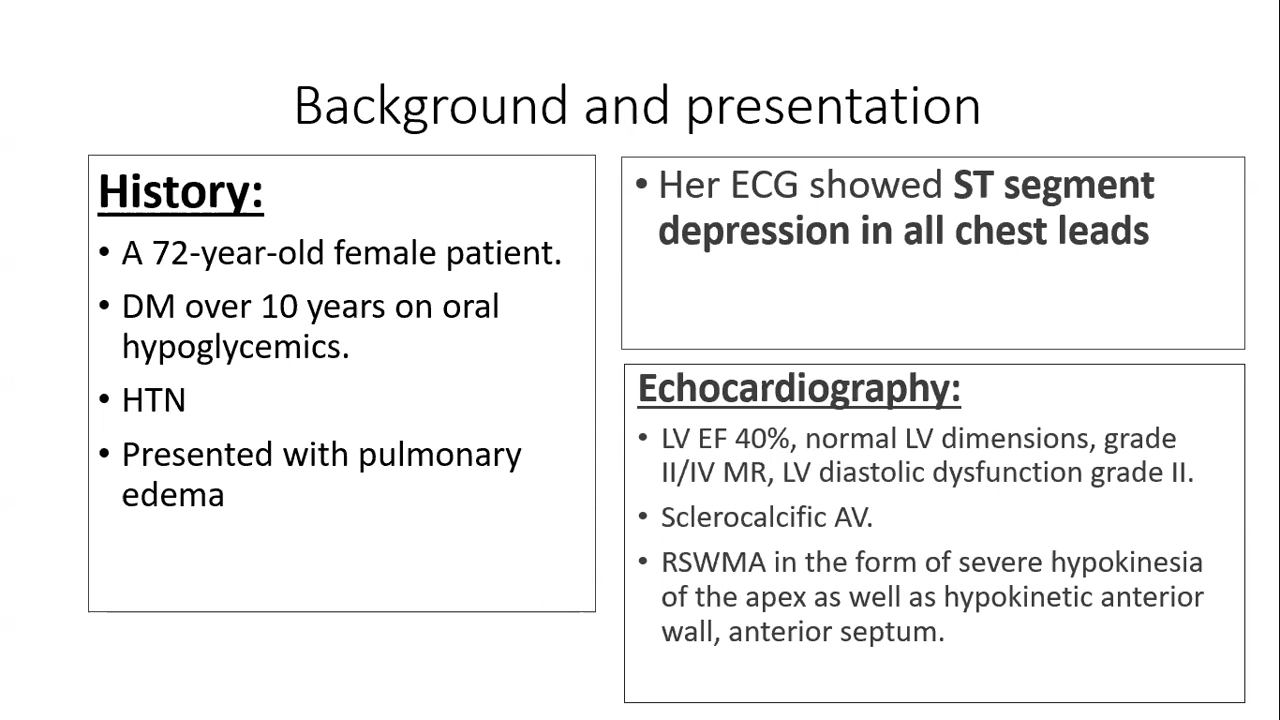 Background and presentation
History:
• A 72-year-old female patient.
• DM over 10 years on oral
hypoglycemics.
• HTN
• Presented with pulmonary
edema
• Her ECG showed ST segment
depression in all chest leads
Echocardiography:
• LV EF 40%, normal LV dimensions, grade
II/IV MR, LV diastolic dysfunction grade II.
• Sclerocalcific AV.
• RSWMA in the form of severe hypokinesia
of the apex as well as hypokinetic anterior
wall, anterior septum.